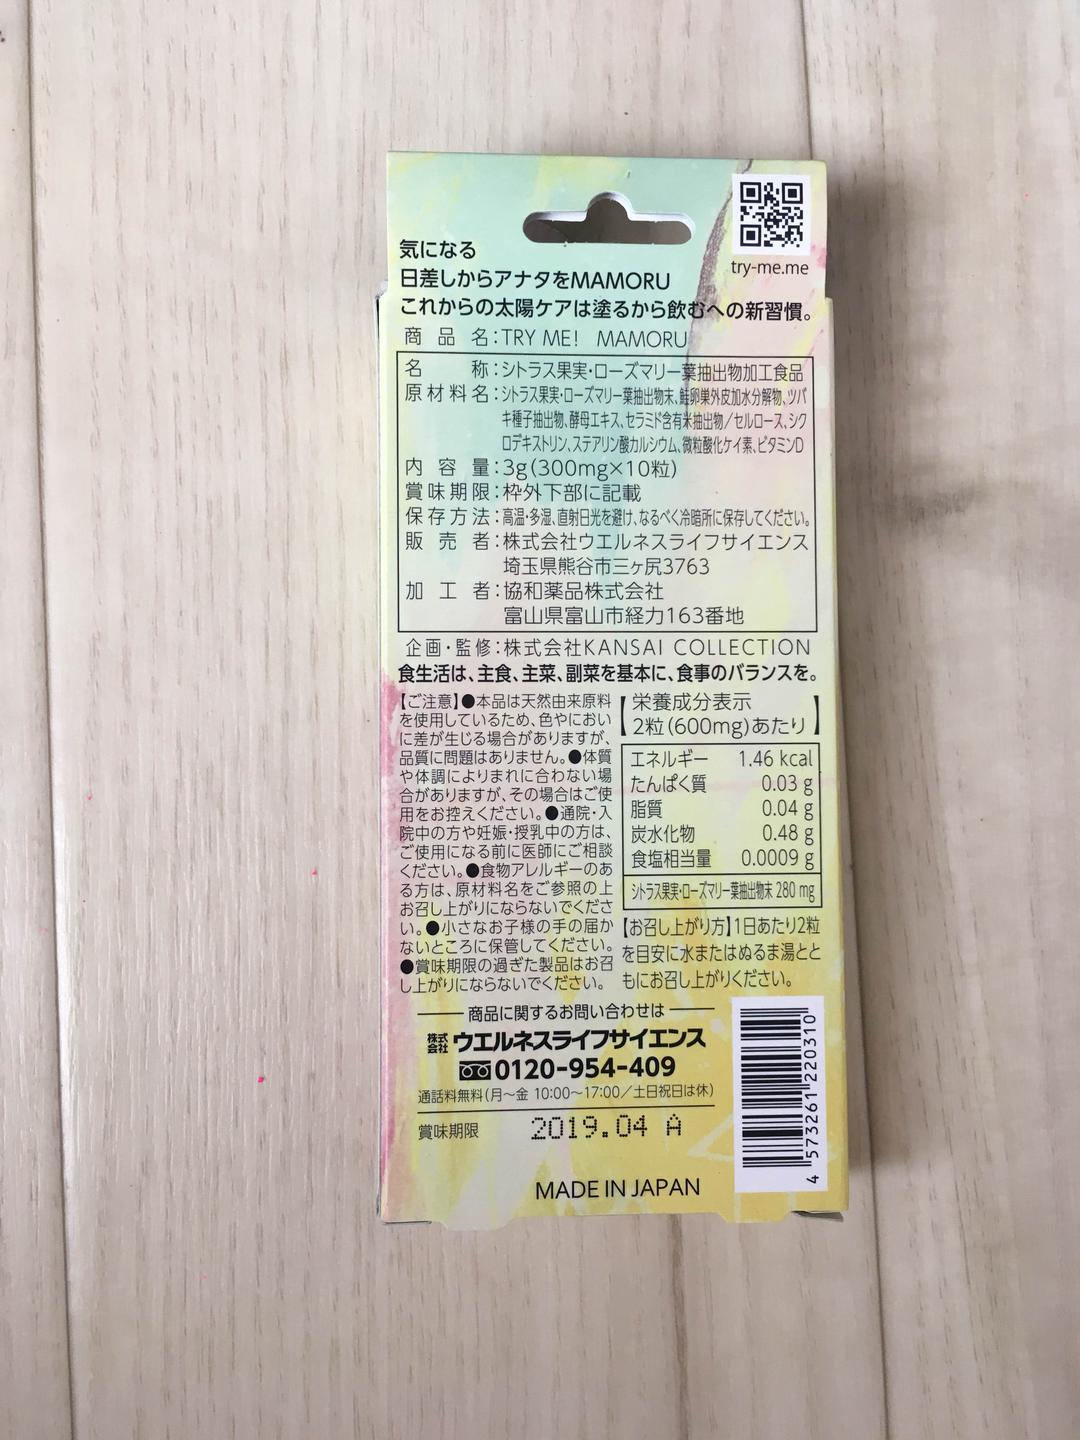 try-me.me
気になる
日差しからアナタをMAMORU
これからの太陽ケアは塗るから飲むへの新習慣。
商品名：TRY ME! MAMORU
名称：シトラス果実・ローズマリー葉抽出物加工食品
原材料名：シトラス果実・ローズマリー葉抽出物末、鮭卵巣外皮加水分解物、ツバ
キ種子抽出物、酵母エキス、セラミド含有米抽出物／セルロース、シク
ロデキストリン、ステアリン酸カルシウム、微粒酸化ケイ素、ビタミンD
内容量：3g(300mg×10粒)
賞味期限：枠外下部に記載
保存方法：高温・多湿、直射日光を避け、なるべく冷暗所に保存してください。
販売者：株式会社ウエルネスライフサイエンス
埼玉県熊谷市三ヶ尻3763
加工者：協和薬品株式会社
富山県富山市経力163番地
企画・監修：株式会社KANSAI COLLECTION
食生活は、主食、主菜、副菜を基本に、食事のバランスを。
【ご注意】●本品は天然由来原料
を使用しているため、色やにおい
に差が生じる場合がありますが、
品質に問題はありません。●体質
や体調によりまれに合わない場
合がありますが、その場合はご使
用をお控えください。●通院・入
院中の方や妊娠・授乳中の方は、
ご使用になる前に医師にご相談
ください。●食物アレルギーのあ
る方は、原材料名をご参照の上
お召し上がりにならないでくださ
い。●小さなお子様の手の届か
ないところに保管してください。
●賞味期限の過ぎた製品はお召
し上がりにならないでください。
【栄養成分表示
2粒(600mg)あたり】
エネルギー 1.46 kcal
たんぱく質 0.03 g
脂質 0.04 g
炭水化物 0.48 g
食塩相当量 0.0009 g
シトラス果実・ローズマリー葉抽出物末 280 mg
【お召し上がり方】1日あたり2粒
を目安に水またはぬるま湯とと
もにお召し上がりください。
商品に関するお問い合わせは
株式会社ウエルネスライフサイエンス
0120-954-409
通話料無料(月～金 10:00～17:00／土日祝日は休)
賞味期限 2019.04 A
MADE IN JAPAN
4 573261 220310